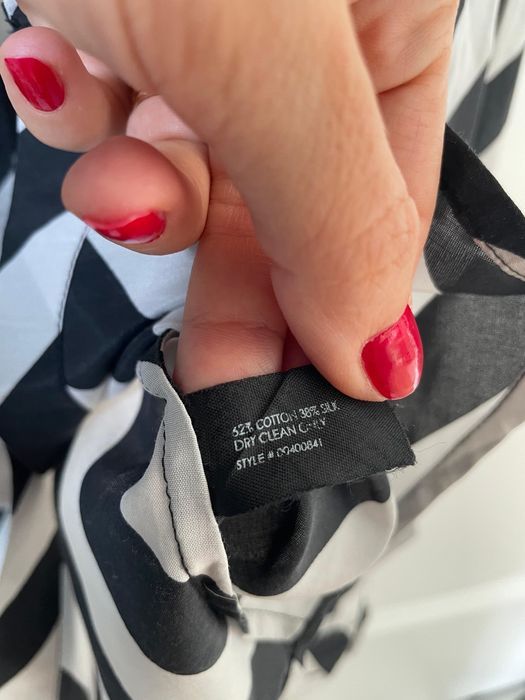 62% COTTON 38% SILK
DRY CLEAN ONLY
STYLE # 00400841